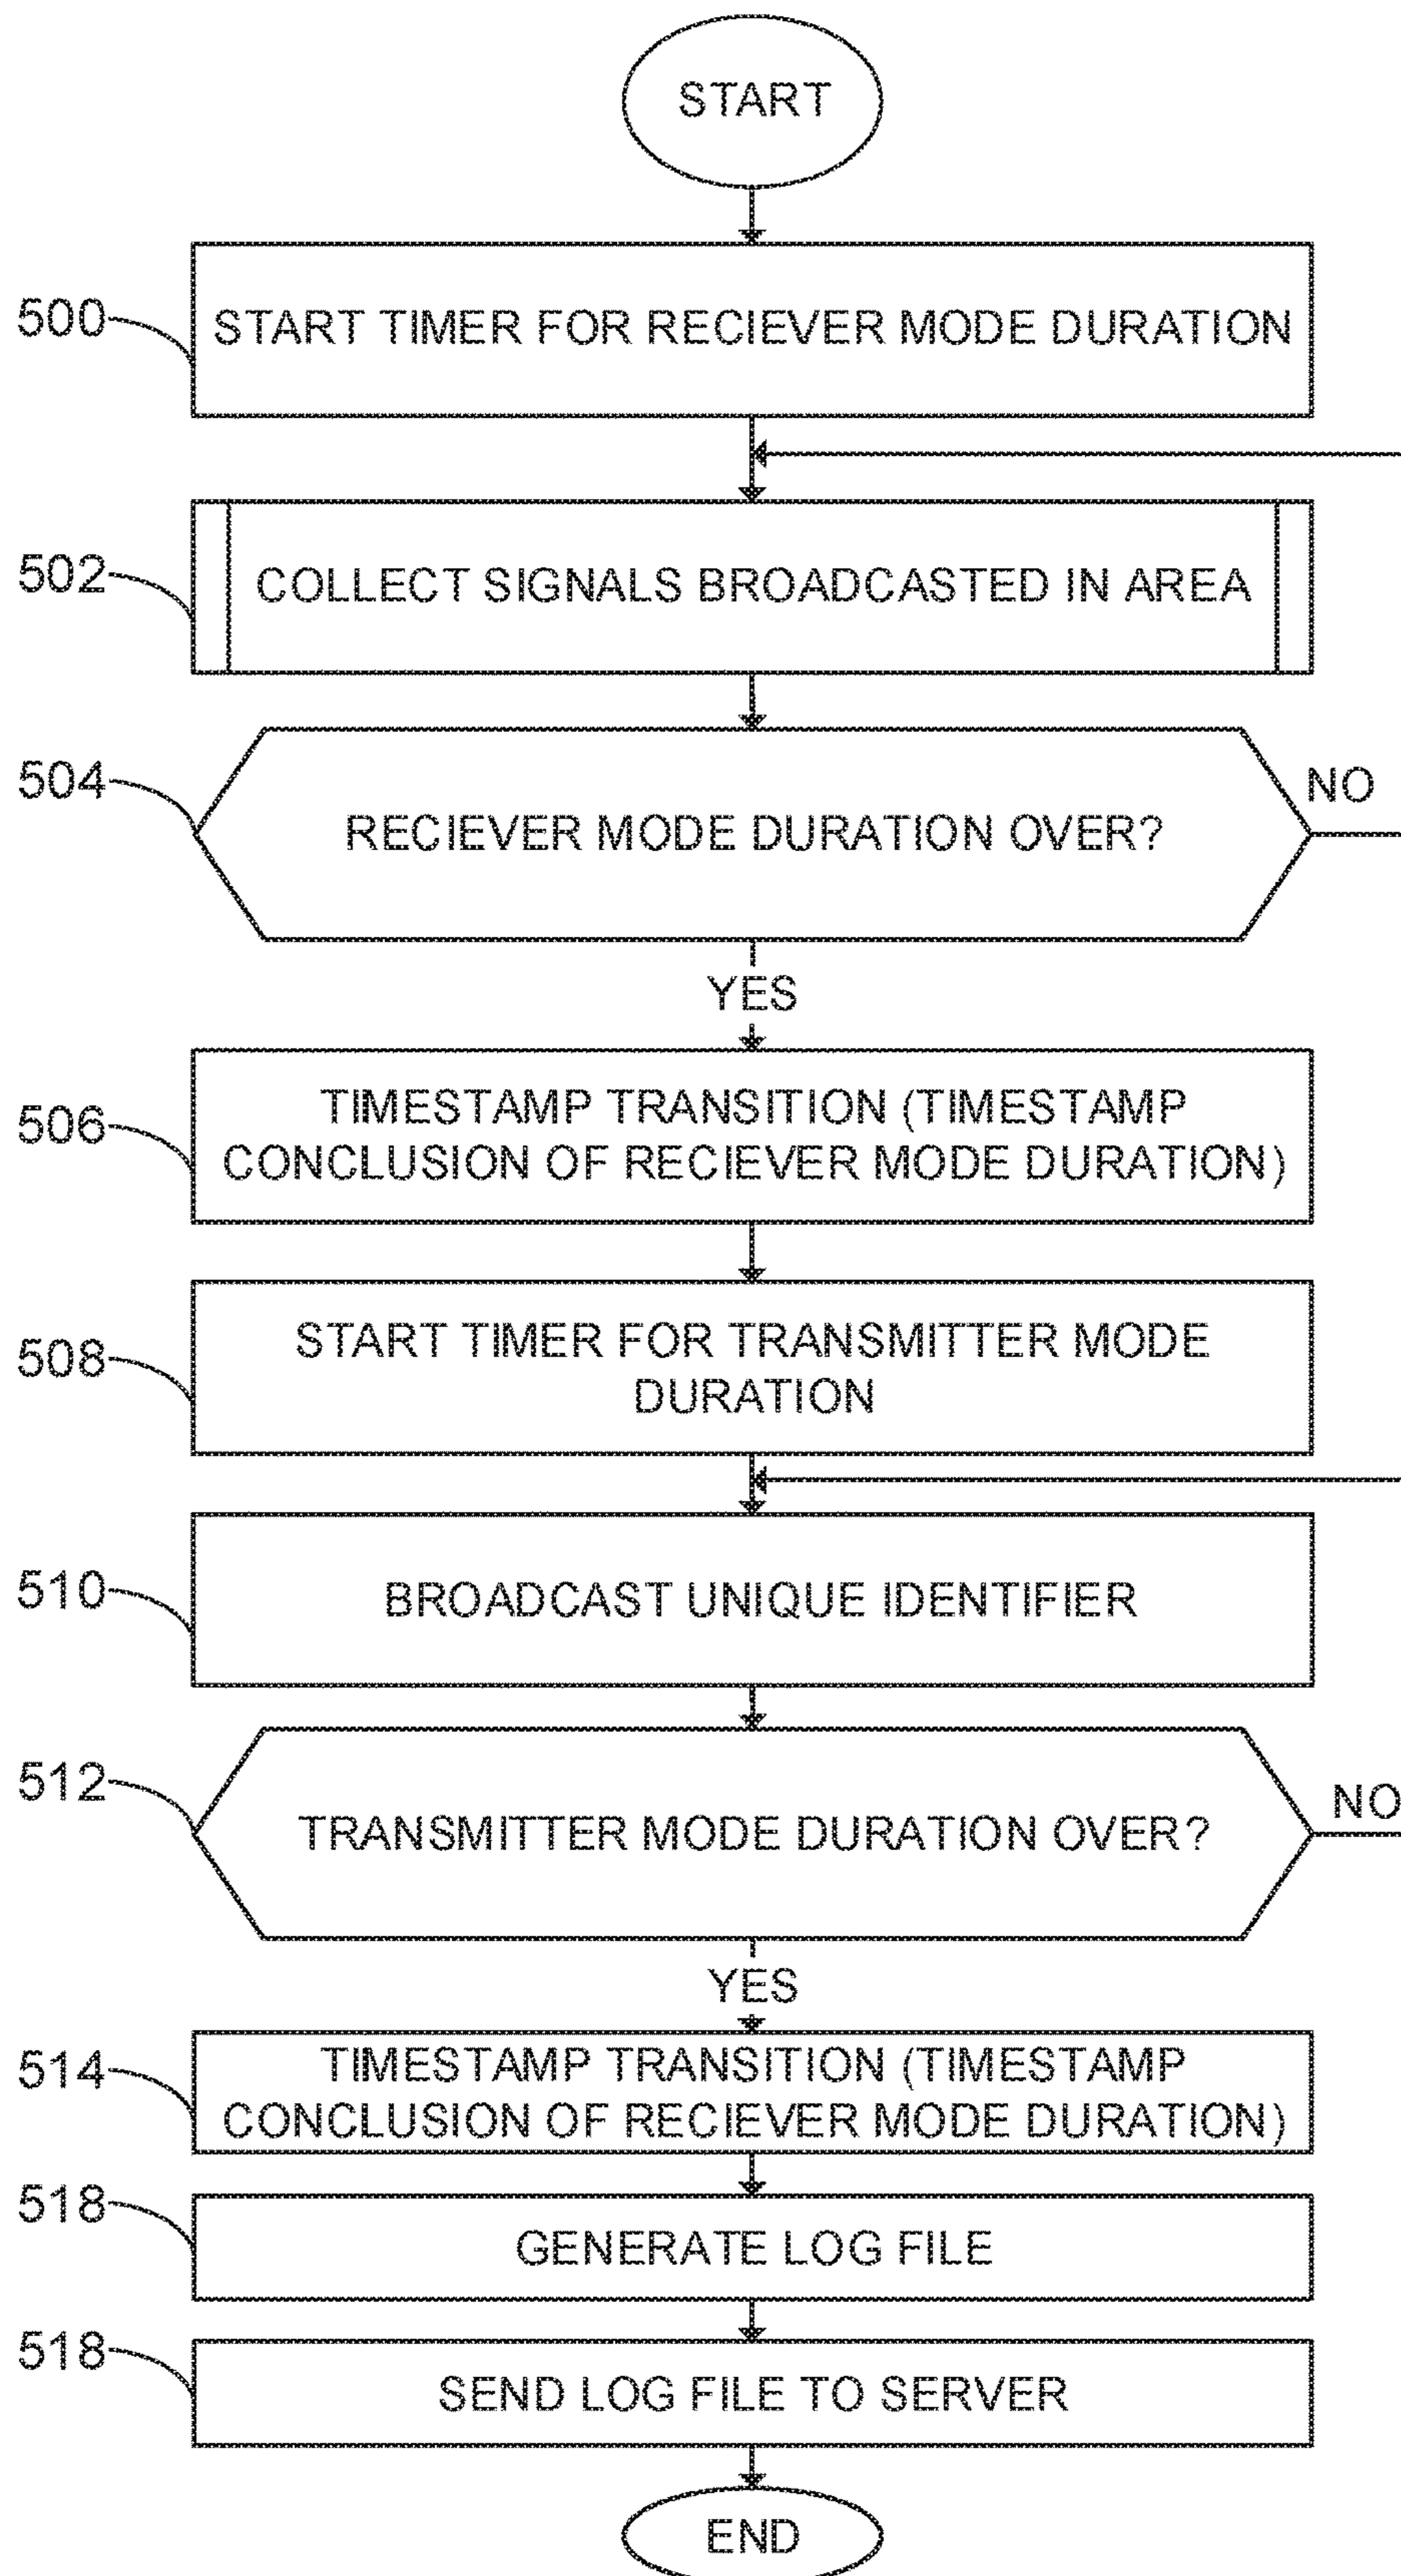 START
500
START TIMER FOR RECIEVER MODE DURATION
502
COLLECT SIGNALS BROADCASTED IN AREA
504
RECIEVER MODE DURATION OVER?
NO
YES
506
TIMESTAMP TRANSITION (TIMESTAMP
CONCLUSION OF RECIEVER MODE DURATION)
508
START TIMER FOR TRANSMITTER MODE
DURATION
510
BROADCAST UNIQUE IDENTIFIER
512
TRANSMITTER MODE DURATION OVER?
NO
YES
514
TIMESTAMP TRANSITION (TIMESTAMP
CONCLUSION OF RECIEVER MODE DURATION)
518
GENERATE LOG FILE
518
SEND LOG FILE TO SERVER
END